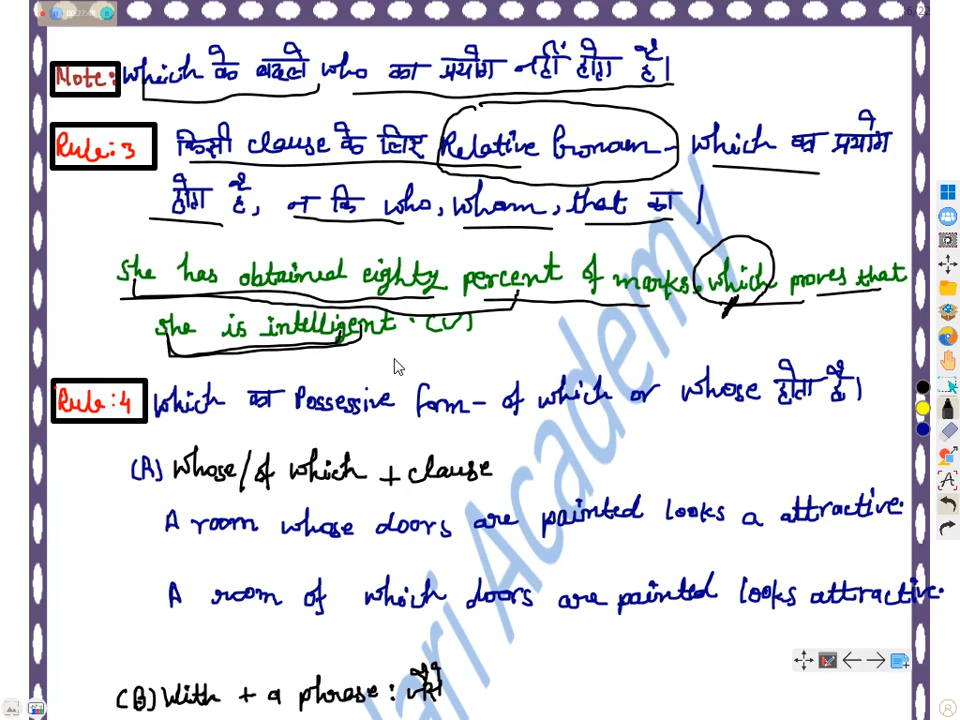 Note: which के बदले who का प्रयोग नहीं होता है।
Rule: 3 किसी clause के लिए Relative Pronoun - which का प्रयोग
होता है, न कि who, whom, that का |
She has obtained eighty percent of marks, which proves that
she is intelligent. (✓)
Rule: 4 which का Possessive form - of which or whose होता है।
(A) Whose/of which + clause
A room whose doors are painted looks a attractive.
A room of which doors are painted looks attractive.
(B) With + a phrase:
ari Academy